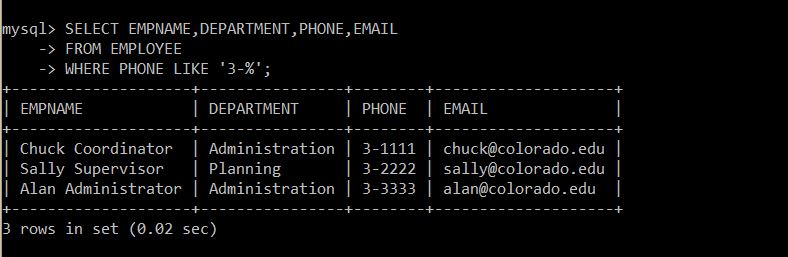 mysql> SELECT EMPNAME,DEPARTMENT,PHONE,EMAIL
    -> FROM EMPLOYEE
    -> WHERE PHONE LIKE '3-%';
+--------------------+----------------+--------+--------------------+
| EMPNAME            | DEPARTMENT     | PHONE  | EMAIL              |
+--------------------+----------------+--------+--------------------+
| Chuck Coordinator  | Administration | 3-1111 | chuck@colorado.edu |
| Sally Supervisor   | Planning       | 3-2222 | sally@colorado.edu |
| Alan Administrator | Administration | 3-3333 | alan@colorado.edu  |
+--------------------+----------------+--------+--------------------+
3 rows in set (0.02 sec)